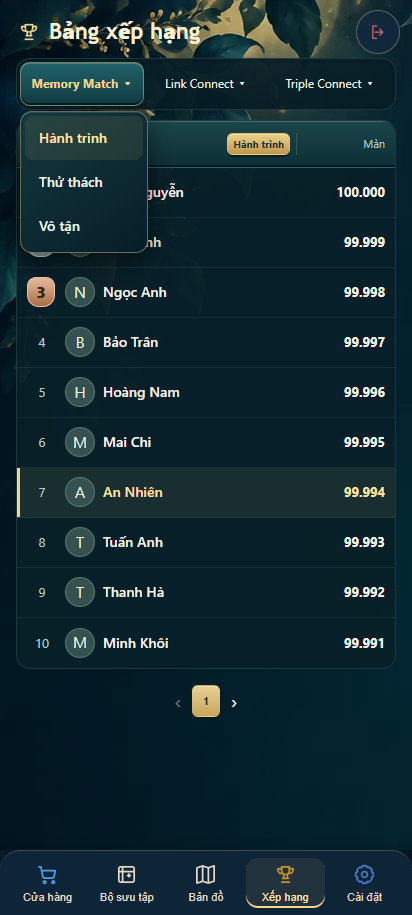 Bảng xếp hạng
Memory Match Link Connect Triple Connect
Hành trình
Thử thách
Vô tận
Hành trình Màn
100.000
99.999
3 N Ngọc Anh 99.998
4 B Bảo Trân 99.997
5 H Hoàng Nam 99.996
6 M Mai Chi 99.995
7 A An Nhiên 99.994
8 T Tuấn Anh 99.993
9 T Thanh Hà 99.992
10 M Minh Khôi 99.991
‹ 1 ›
Cửa hàng Bộ sưu tập Bản đồ Xếp hạng Cài đặt